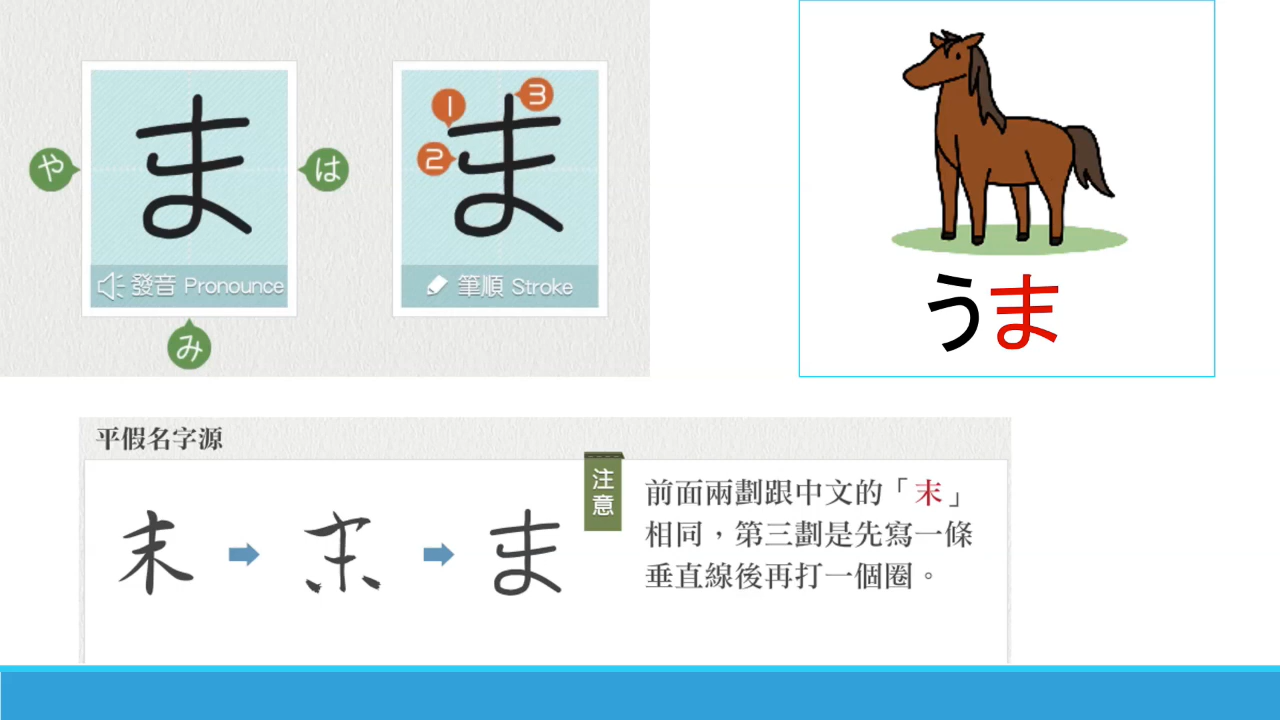 ま
や
は
發音 Pronounce
み
ま
1
2
3
筆順 Stroke
うま
平假名字源
末
ま
注意
前面兩劃跟中文的「末」
相同，第三劃是先寫一條
垂直線後再打一個圈。